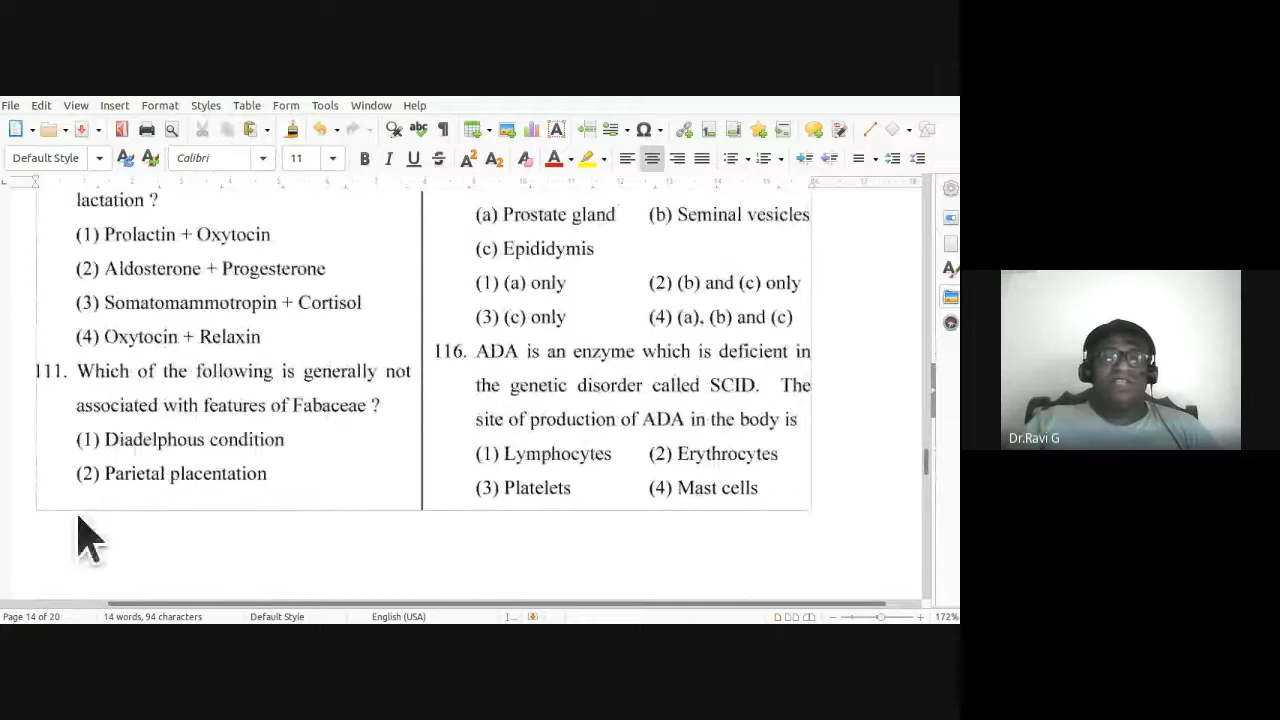 File Edit View Insert Format Styles Table Form Tools Window Help
Default Style Calibri 11
lactation ?
(1) Prolactin + Oxytocin
(2) Aldosterone + Progesterone
(3) Somatomammotropin + Cortisol
(4) Oxytocin + Relaxin
111. Which of the following is generally not
associated with features of Fabaceae ?
(1) Diadelphous condition
(2) Parietal placentation
(a) Prostate gland (b) Seminal vesicles
(c) Epididymis
(1) (a) only (2) (b) and (c) only
(3) (c) only (4) (a), (b) and (c)
116. ADA is an enzyme which is deficient in
the genetic disorder called SCID. The
site of production of ADA in the body is
(1) Lymphocytes (2) Erythrocytes
(3) Platelets (4) Mast cells
Page 14 of 20 14 words, 94 characters Default Style English (USA) 172%
Dr.Ravi G